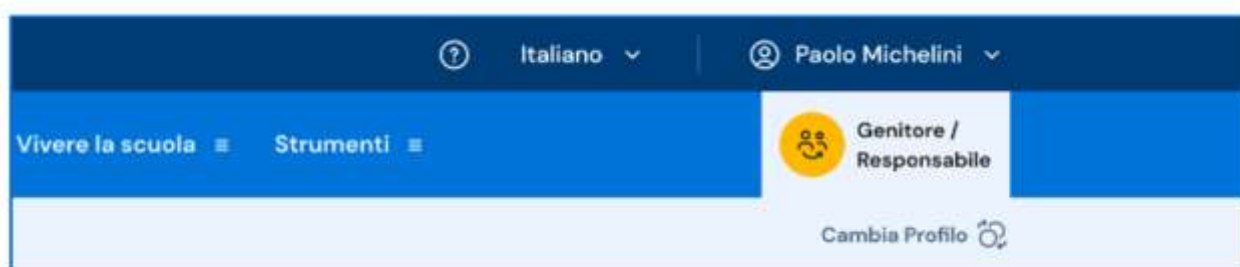 Italiano
Paolo Michelini
Vivere la scuola
Strumenti
Genitore /
Responsabile
Cambia Profilo